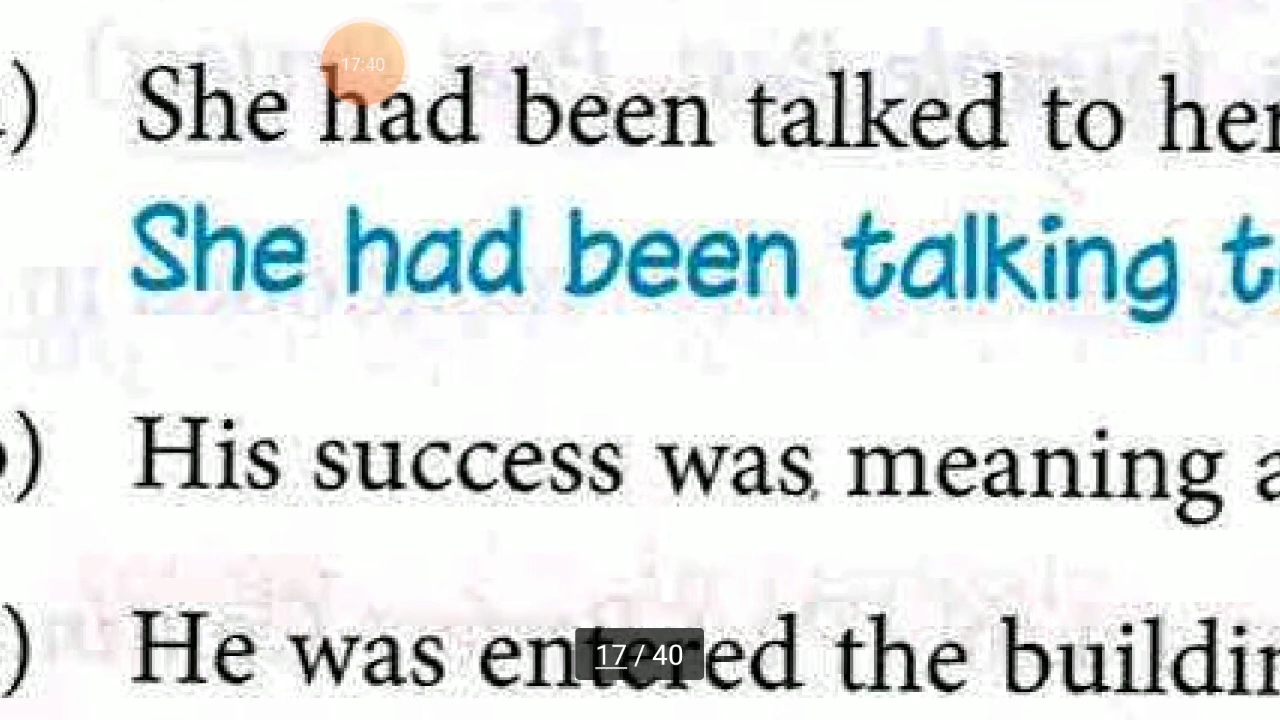 17:40
She had been talked to her
She had been talking
His success was meaning
He was entered the
17/40